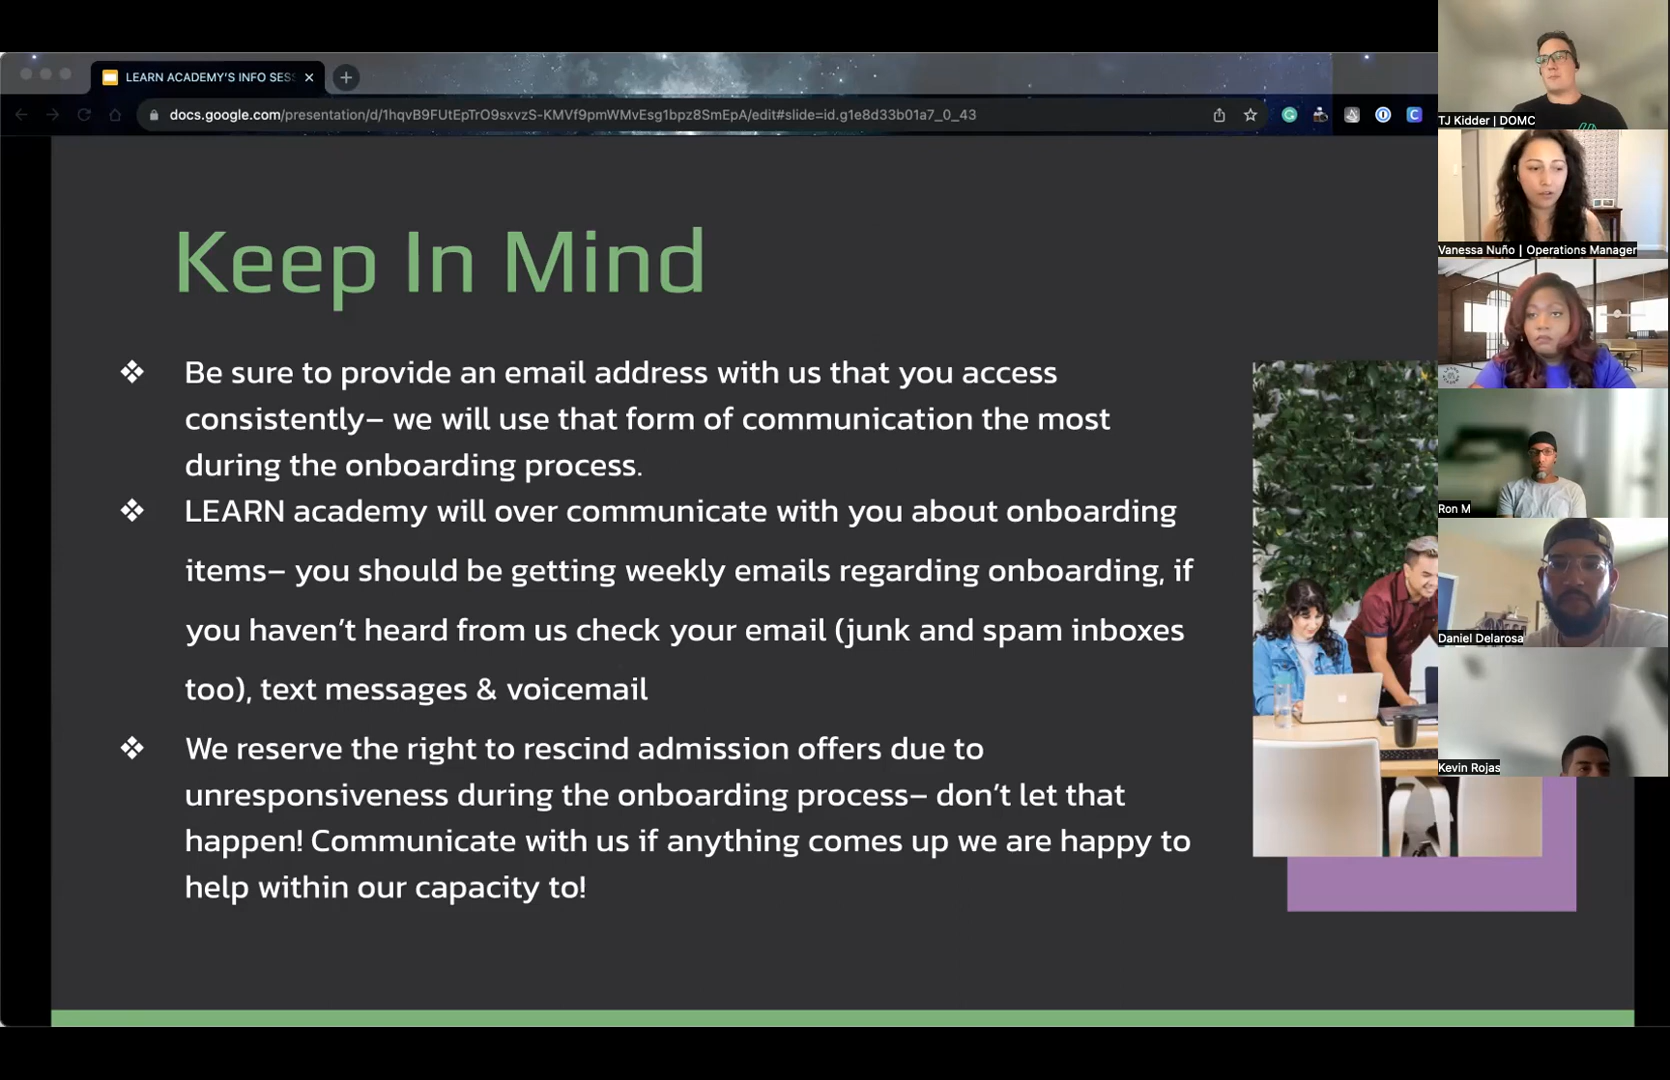 LEARN ACADEMY'S INFO SES
docs.google.com/presentation/d/1hqvB9FUtEpTrO9sxvzS-KMVf9pmWMvEsg1bpz8SmEpA/edit#slide=id.g1e8d33b01a7_0_43
Keep In Mind
❖ Be sure to provide an email address with us that you access
consistently– we will use that form of communication the most
during the onboarding process.
❖ LEARN academy will over communicate with you about onboarding
items– you should be getting weekly emails regarding onboarding, if
you haven't heard from us check your email (junk and spam inboxes
too), text messages & voicemail
❖ We reserve the right to rescind admission offers due to
unresponsiveness during the onboarding process– don't let that
happen! Communicate with us if anything comes up we are happy to
help within our capacity to!
TJ Kidder | DOMC
Vanessa Nuño | Operations Manager
Ron M
Daniel Delarosa
Kevin Rojas